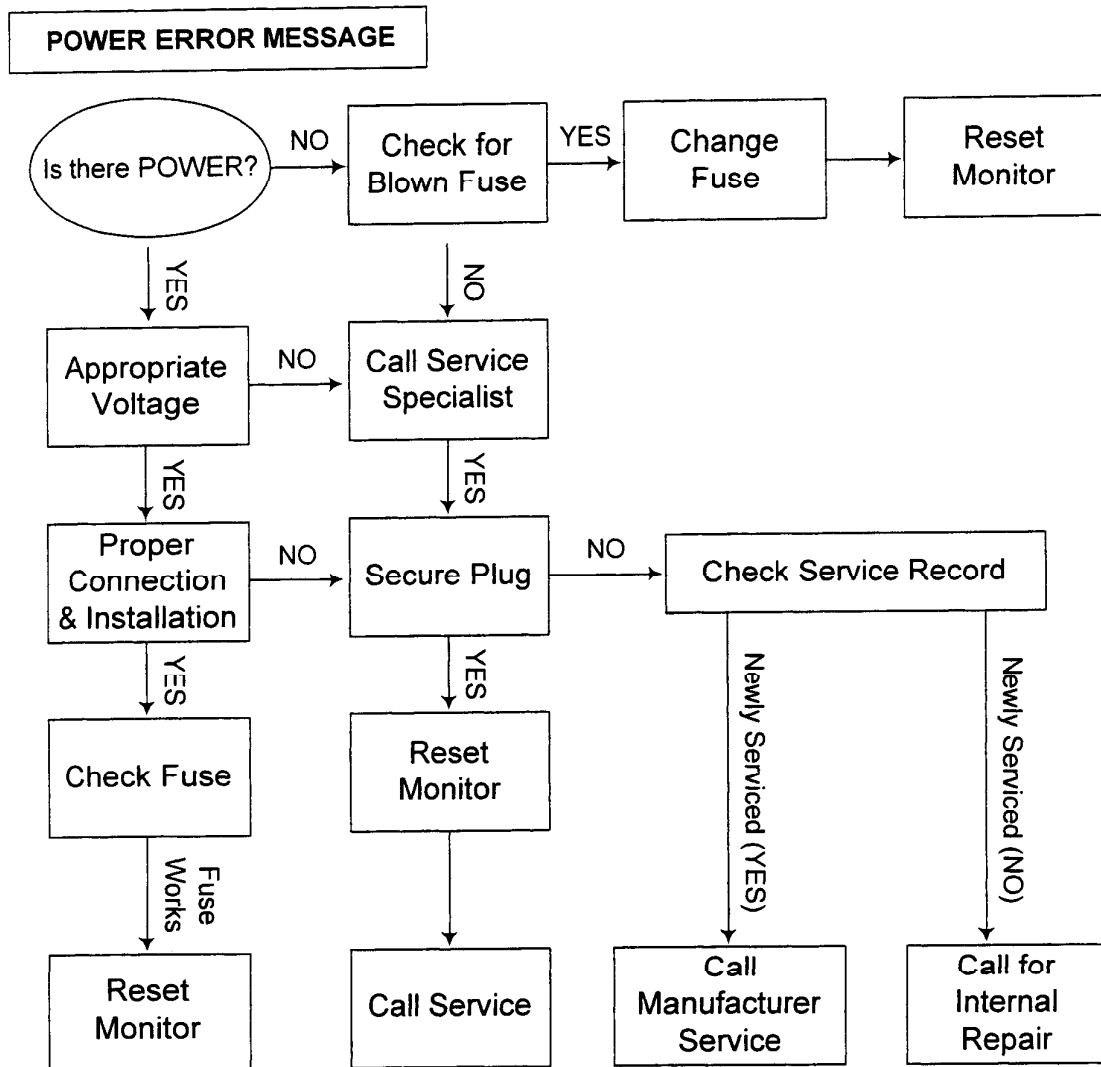 POWER ERROR MESSAGE
Is there POWER?
NO
Check for
Blown Fuse
YES
Change
Fuse
Reset
Monitor
YES
NO
Appropriate
Voltage
NO
Call Service
Specialist
YES
YES
Proper
Connection
& Installation
NO
Secure Plug
NO
Check Service Record
YES
YES
Newly Serviced (YES)
Newly Serviced (NO)
Check Fuse
Reset
Monitor
Fuse
Works
Reset
Monitor
Call Service
Call
Manufacturer
Service
Call for
Internal
Repair